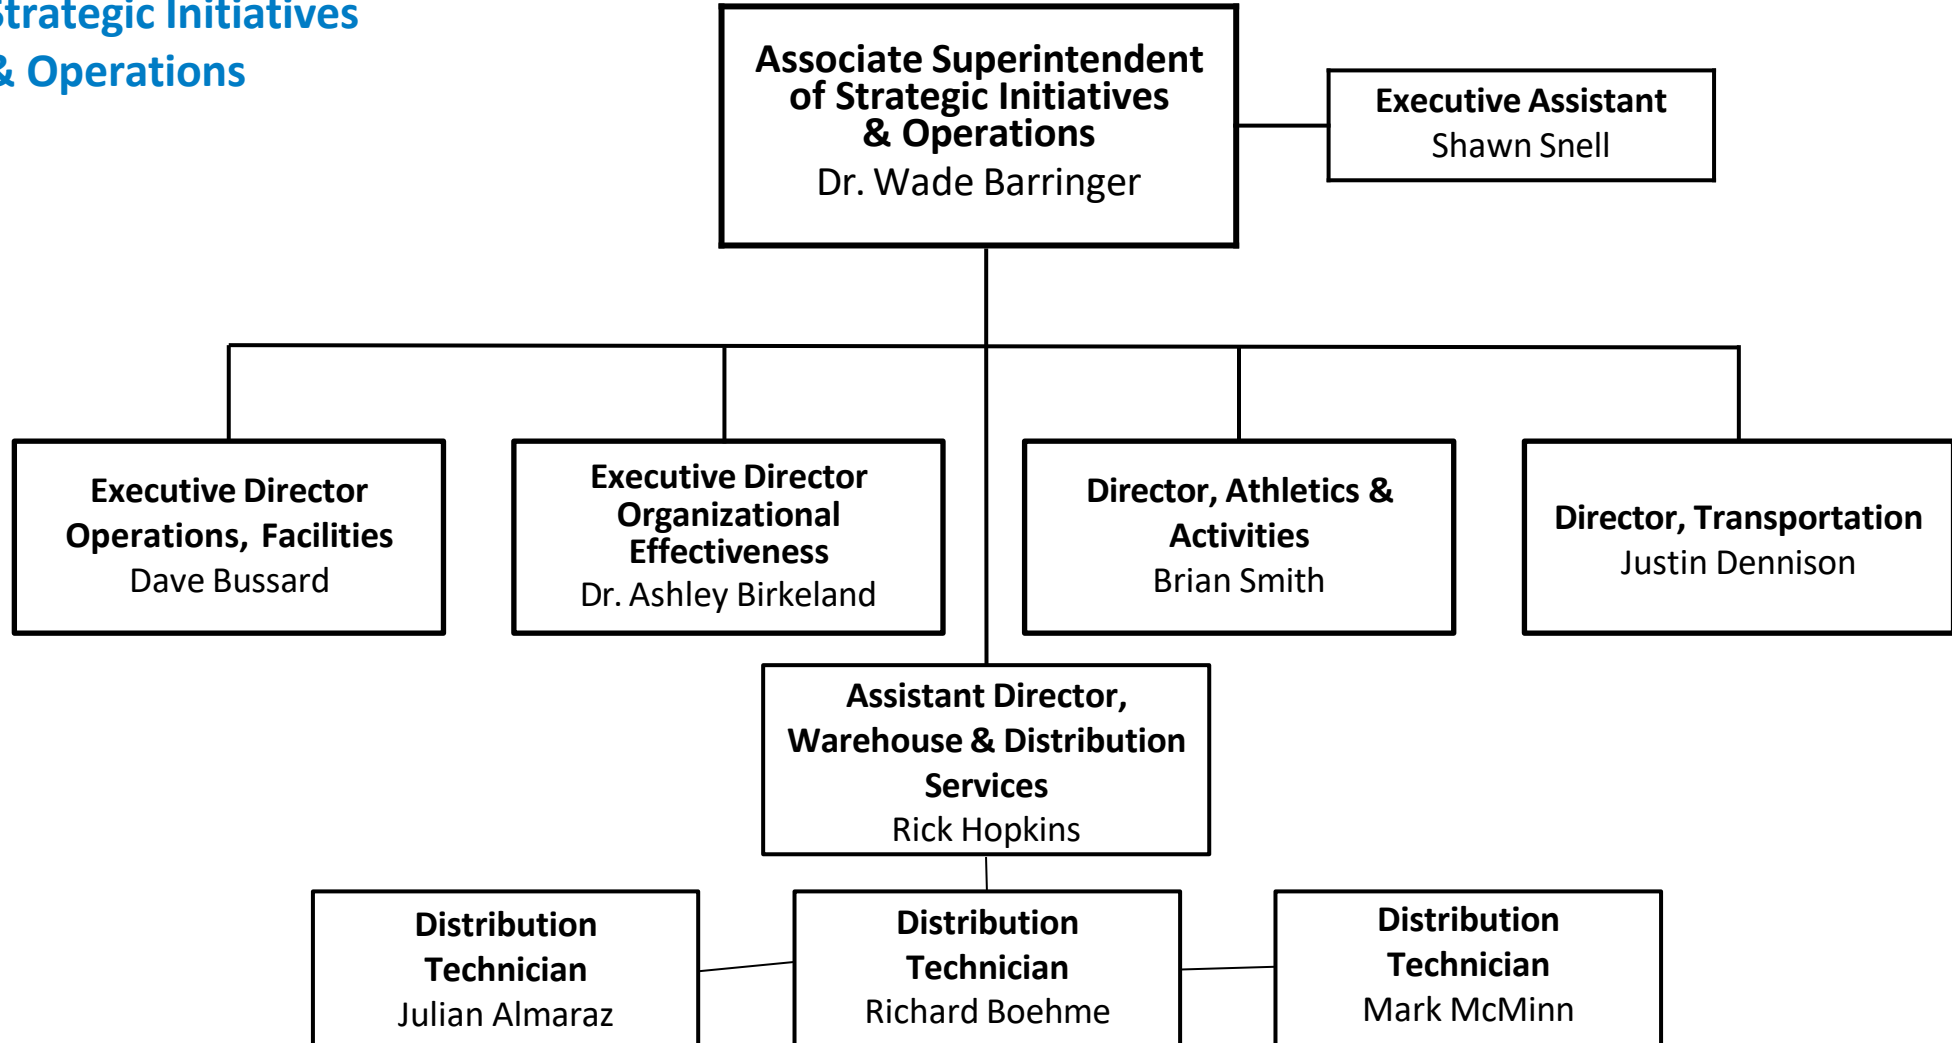 Strategic Initiatives
& Operations
Associate Superintendent
of Strategic Initiatives
& Operations
Dr. Wade Barringer
Executive Assistant
Shawn Snell
Executive Director
Operations, Facilities
Dave Bussard
Executive Director
Organizational
Effectiveness
Dr. Ashley Birkeland
Director, Athletics &
Activities
Brian Smith
Director, Transportation
Justin Dennison
Assistant Director,
Warehouse & Distribution
Services
Rick Hopkins
Distribution
Technician
Julian Almaraz
Distribution
Technician
Richard Boehme
Distribution
Technician
Mark McMinn